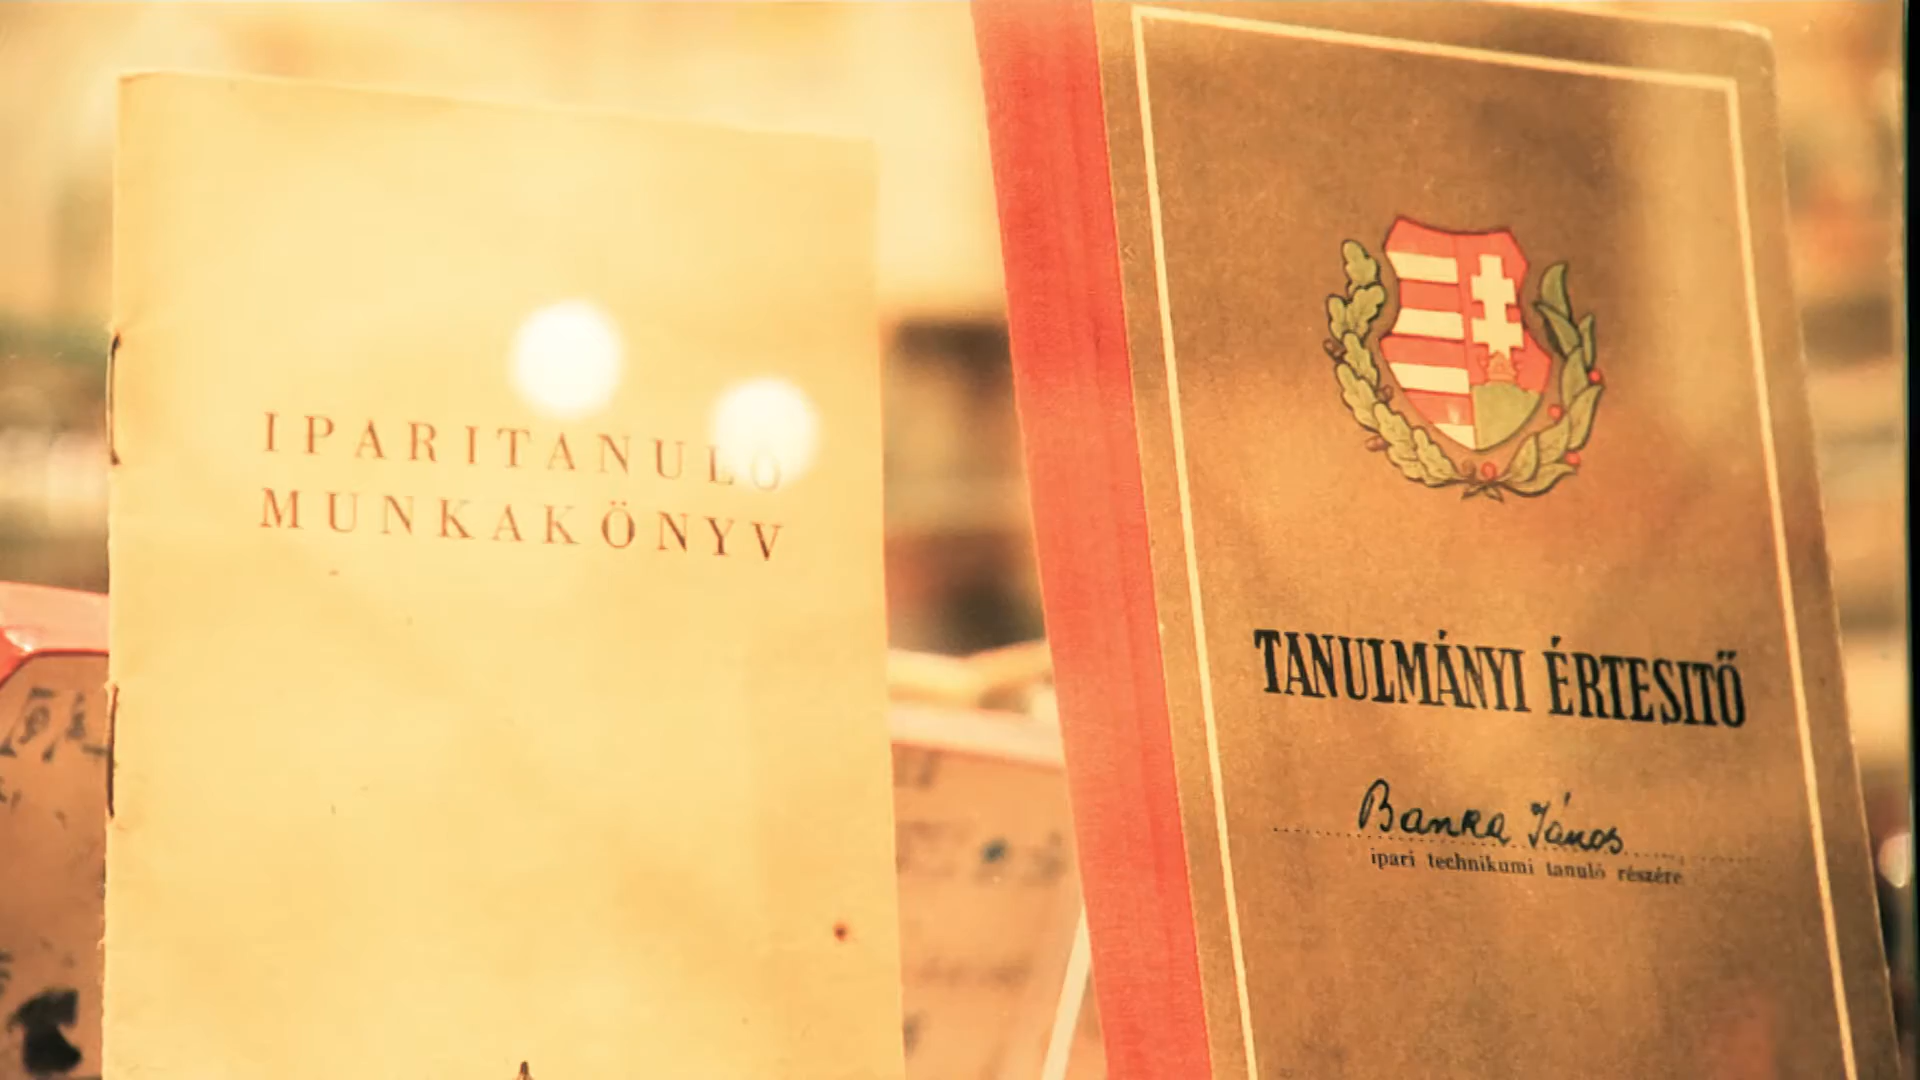 IPARITANULÓ
MUNKAKÖNYV
TANULMÁNYI ÉRTESITŐ
Banka János
ipari technikumi tanuló részére